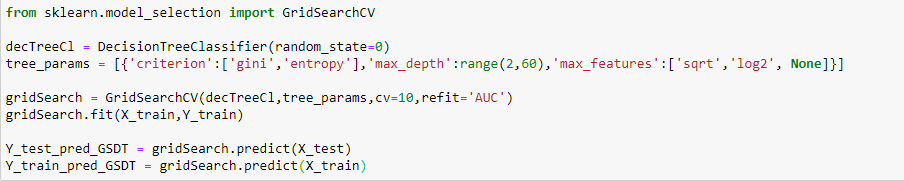 from sklearn.model_selection import GridSearchCV
decTreeCl = DecisionTreeClassifier(random_state=0)
tree_params = [{'criterion':['gini','entropy'],'max_depth':range(2,60),'max_features':['sqrt','log2', None]}]
gridSearch = GridSearchCV(decTreeCl,tree_params,cv=10,refit='AUC')
gridSearch.fit(X_train,Y_train)
Y_test_pred_GSDT = gridSearch.predict(X_test)
Y_train_pred_GSDT = gridSearch.predict(X_train)